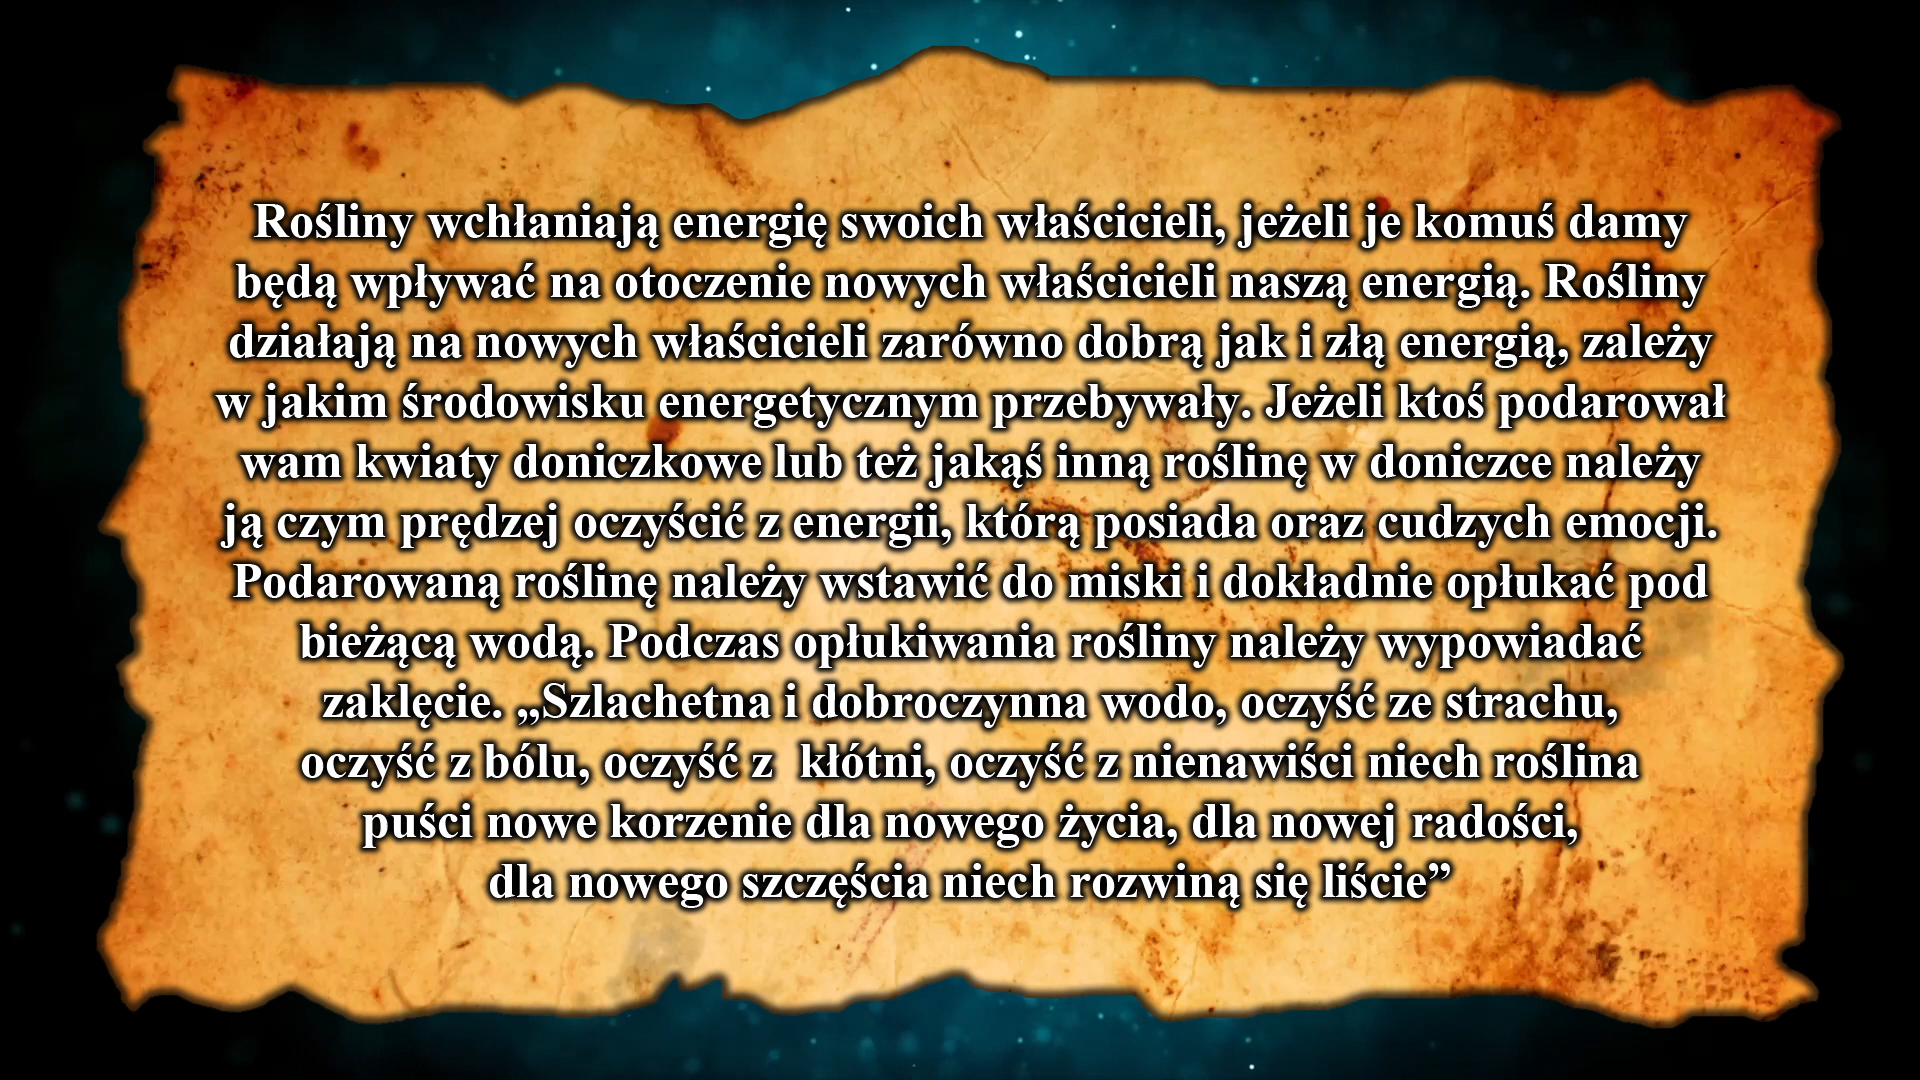 Rośliny wchłaniają energię swoich właścicieli, jeżeli je komuś damy
będą wpływać na otoczenie nowych właścicieli naszą energią. Rośliny
działają na nowych właścicieli zarówno dobrą jak i złą energią, zależy
w jakim środowisku energetycznym przebywały. Jeżeli ktoś podarował
wam kwiaty doniczkowe lub też jakąś inną roślinę w doniczce należy
ją czym prędzej oczyścić z energii, którą posiada oraz cudzych emocji.
Podarowaną roślinę należy wstawić do miski i dokładnie opłukać pod
bieżącą wodą. Podczas opłukiwania rośliny należy wypowiadać
zaklęcie. „Szlachetna i dobroczynna wodo, oczyść ze strachu,
oczyść z bólu, oczyść z  kłótni, oczyść z nienawiści niech roślina
puści nowe korzenie dla nowego życia, dla nowej radości,
dla nowego szczęścia niech rozwiną się liście”